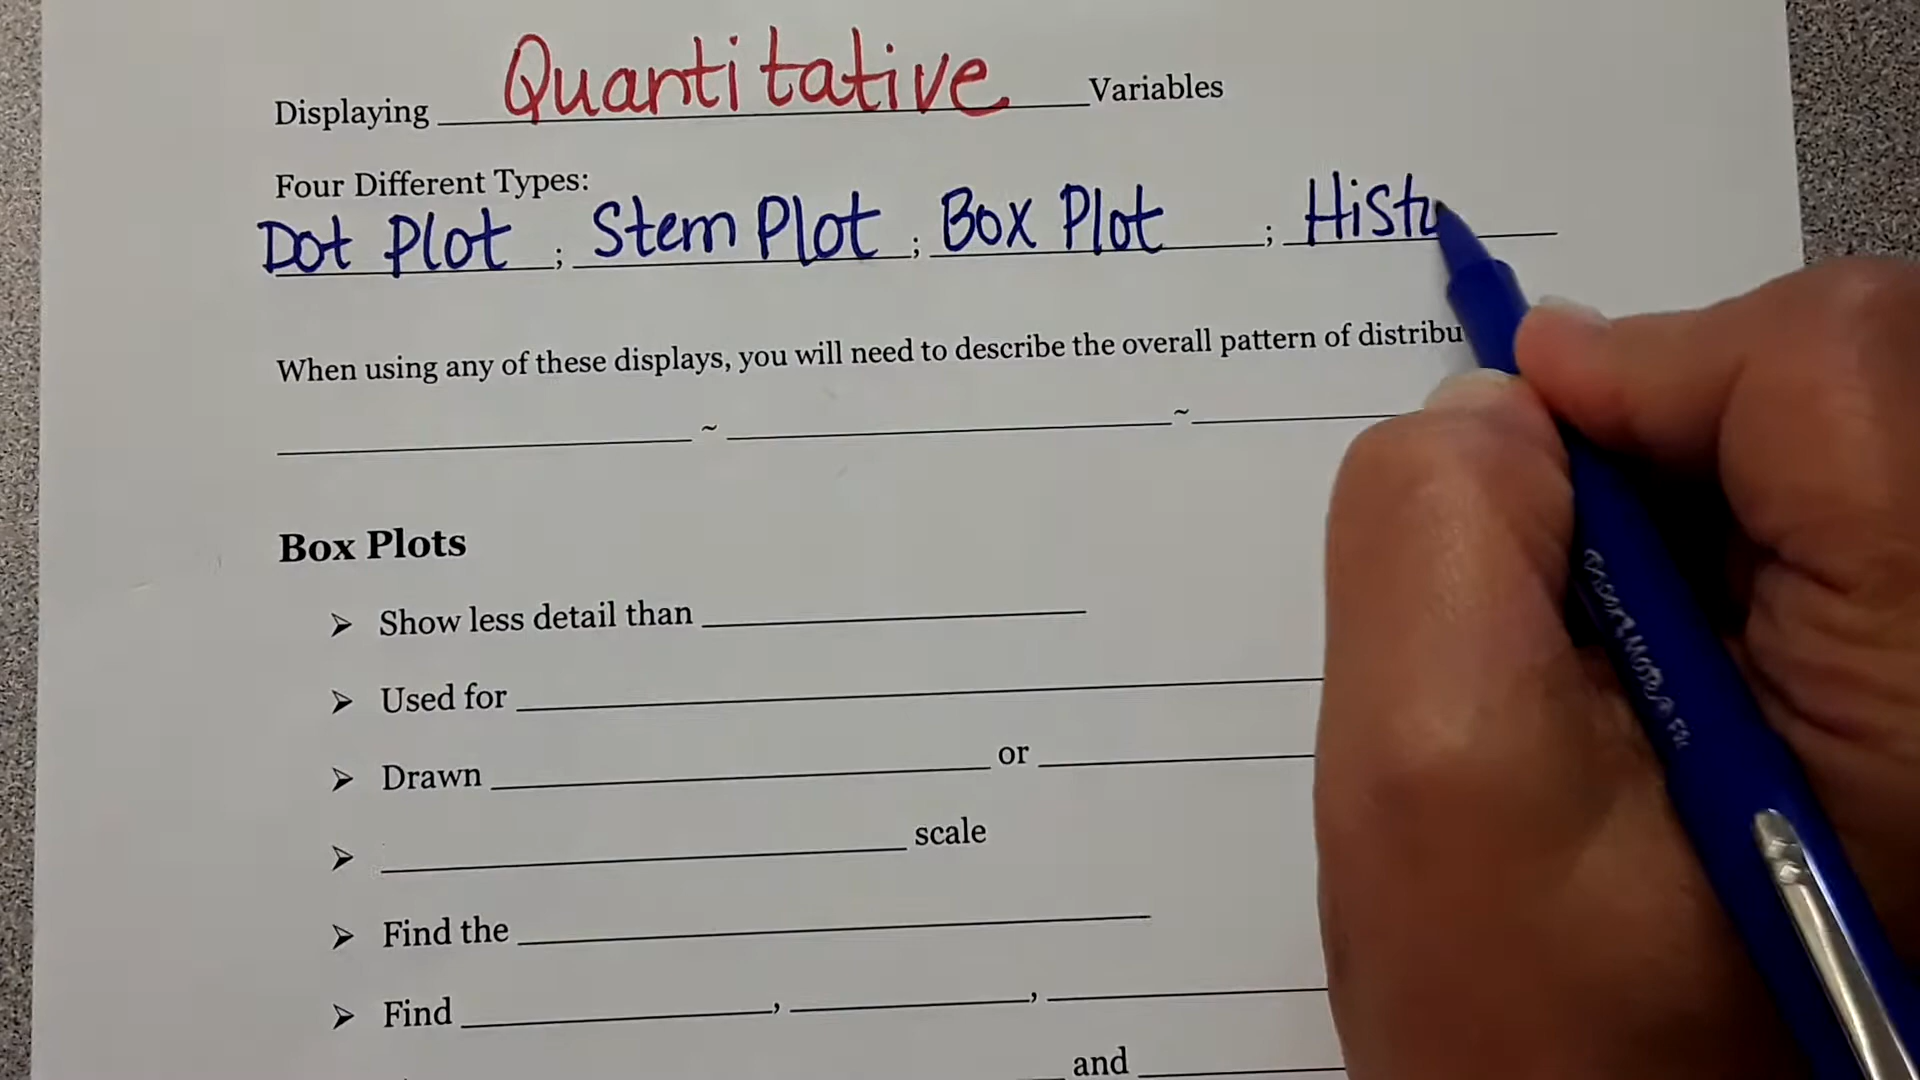 Displaying Quantitative Variables
Four Different Types:
Dot Plot ; Stem Plot ; Box Plot ; Histo
When using any of these displays, you will need to describe the overall pattern of distribu
~ ~
Box Plots
➢ Show less detail than
➢ Used for
➢ Drawn or
➢ scale
➢ Find the
➢ Find , ,
and